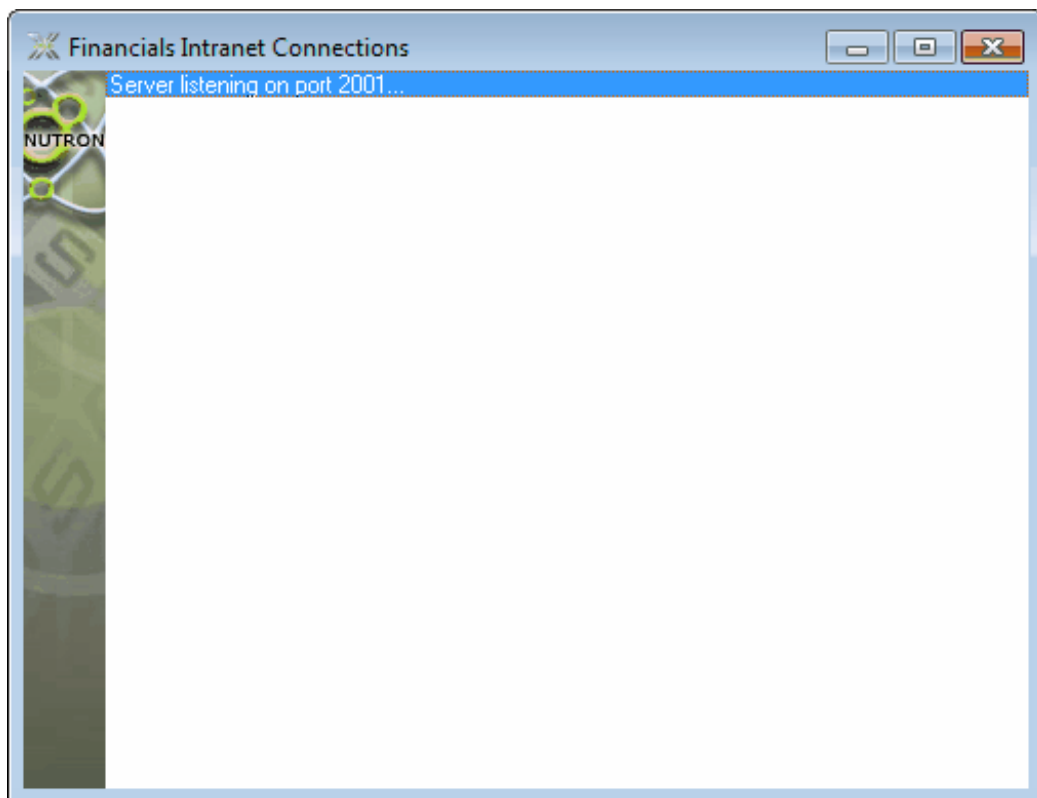 Financials Intranet Connections
Server listening on port 2001...
NUTRON